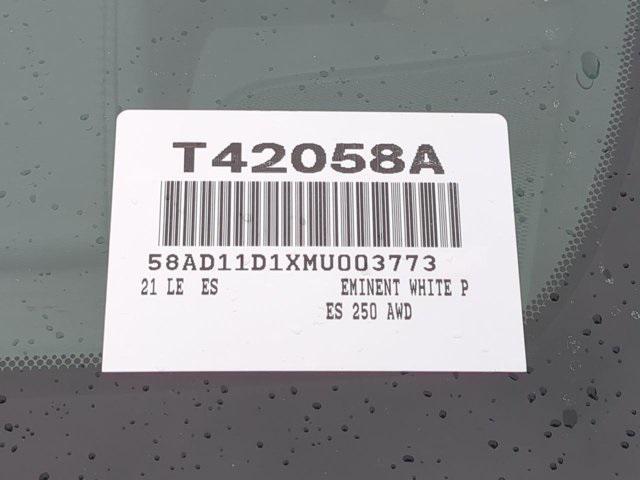 T42058A
58AD11D1XMU003773
21 LE ES EMINENT WHITE P
ES 250 AWD